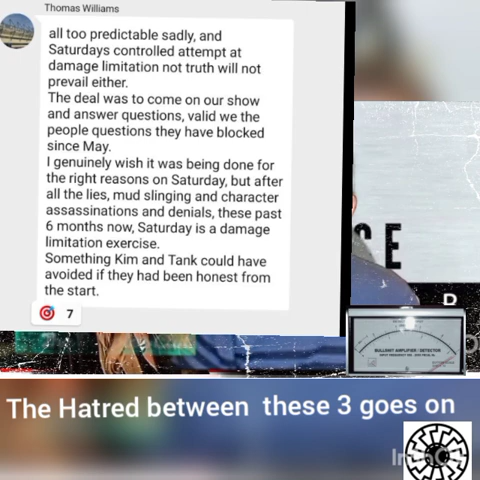 Thomas Williams
all too predictable sadly, and
Saturdays controlled attempt at
damage limitation not truth will not
prevail either.
The deal was to come on our show
and answer questions, valid we the
people questions they have blocked
since May.
I genuinely wish it was being done for
the right reasons on Saturday, but after
all the lies, mud slinging and character
assassinations and denials, these past
6 months now, Saturday is a damage
limitation exercise.
Something Kim and Tank could have
avoided if they had been honest from
the start.
7
BULLSHIT AMPLIFIER / DETECTOR
The Hatred between these 3 goes on